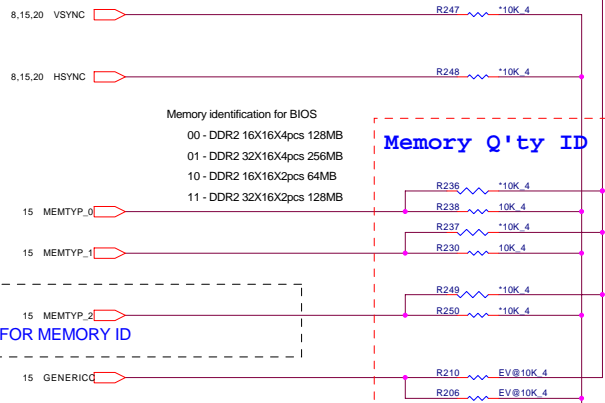 8,15,20 VSYNC R247 *10K_4
8,15,20 HSYNC R248 *10K_4
Memory identification for BIOS
00 - DDR2 16X16X4pcs 128MB
01 - DDR2 32X16X4pcs 256MB
10 - DDR2 16X16X2pcs 64MB
11 - DDR2 32X16X2pcs 128MB
Memory Q'ty ID
R236 *10K_4
15 MEMTYP_0 R238 10K_4
R237 *10K_4
15 MEMTYP_1 R230 10K_4
R249 *10K_4
15 MEMTYP_2 R250 *10K_4
FOR MEMORY ID
15 GENERICC R210 EV@10K_4
R206 EV@10K_4